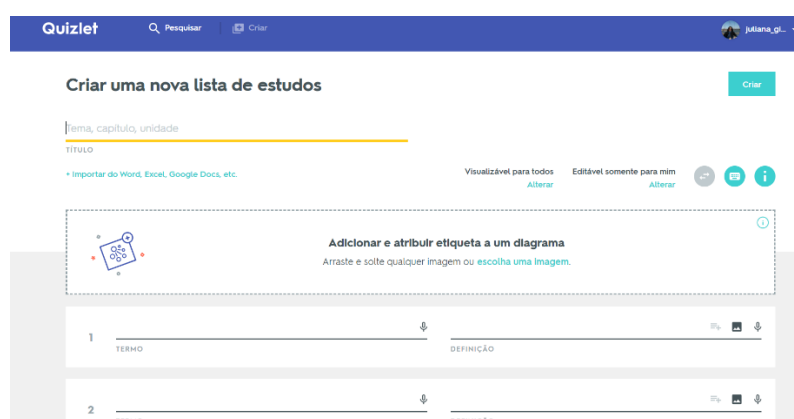 Quizlet Pesquisar Criar juliana_gi...
Criar uma nova lista de estudos
Criar
Tema, capítulo, unidade
TÍTULO
+ Importar do Word, Excel, Google Docs, etc.
Visualizável para todos Editável somente para mim
Alterar Alterar
Adicionar e atribuir etiqueta a um diagrama
Arraste e solte qualquer imagem ou escolha uma imagem.
1
TERMO DEFINIÇÃO
2